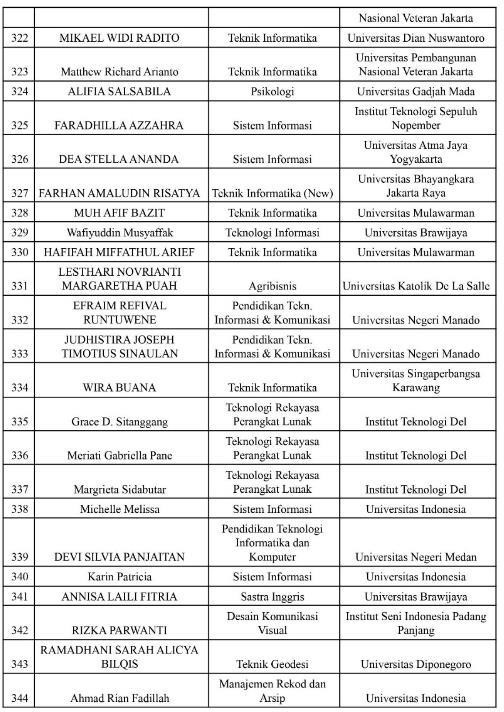 Nasional Veteran Jakarta
322 MIKAEL WIDI RADITO Teknik Informatika Universitas Dian Nuswantoro
Universitas Pembangunan
323 Matthew Richard Arianto Teknik Informatika Nasional Veteran Jakarta
324 ALIFIA SALSABILA Psikologi Universitas Gadjah Mada
Institut Teknologi Sepuluh
325 FARADHILLA AZZAHRA Sistem Informasi Nopember
Universitas Atma Jaya
326 DEA STELLA ANANDA Sistem Informasi Yogyakarta
Universitas Bhayangkara
327 FARHAN AMALUDIN RISATYA Teknik Informatika (New) Jakarta Raya
328 MUH AFIF BAZIT Teknik Informatika Universitas Mulawarman
329 Wafiyuddin Musyaffak Teknologi Informasi Universitas Brawijaya
330 HAFIFAH MIFFATHUL ARIEF Teknik Informatika Universitas Mulawarman
LESTHARI NOVRIANTI
331 MARGARETHA PUAH Agribisnis Universitas Katolik De La Salle
EFRAIM REFIVAL Pendidikan Tekn.
332 RUNTUWENE Informasi & Komunikasi Universitas Negeri Manado
JUDHISTIRA JOSEPH Pendidikan Tekn.
333 TIMOTIUS SINAULAN Informasi & Komunikasi Universitas Negeri Manado
Universitas Singaperbangsa
334 WIRA BUANA Teknik Informatika Karawang
Teknologi Rekayasa
335 Grace D. Sitanggang Perangkat Lunak Institut Teknologi Del
Teknologi Rekayasa
336 Meriati Gabriella Pane Perangkat Lunak Institut Teknologi Del
Teknologi Rekayasa
337 Margrieta Sidabutar Perangkat Lunak Institut Teknologi Del
338 Michelle Melissa Sistem Informasi Universitas Indonesia
Pendidikan Teknologi
Informatika dan
339 DEVI SILVIA PANJAITAN Komputer Universitas Negeri Medan
340 Karin Patricia Sistem Informasi Universitas Indonesia
341 ANNISA LAILI FITRIA Sastra Inggris Universitas Brawijaya
Desain Komunikasi Institut Seni Indonesia Padang
342 RIZKA PARWANTI Visual Panjang
RAMADHANI SARAH ALICYA
343 BILQIS Teknik Geodesi Universitas Diponegoro
Manajemen Rekod dan
344 Ahmad Rian Fadillah Arsip Universitas Indonesia